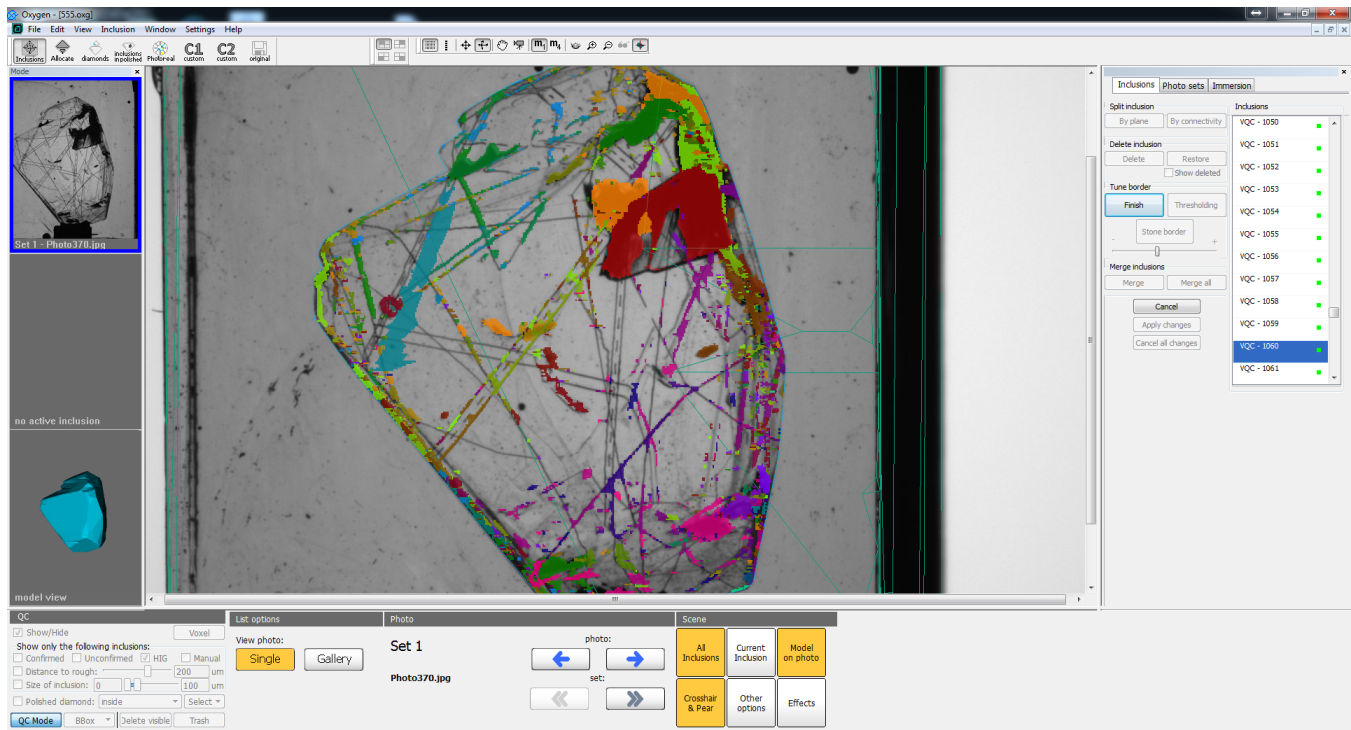 Oxygen - [555.oxg]
File Edit View Inclusion Window Settings Help
Inclusions Allocate diamonds inclusions in polished Photoreal C1 custom C2 custom original
m1 m4
Mode
Set 1 - Photo370.jpg
no active inclusion
model view
Inclusions Photo sets Immersion
Split inclusion
By plane By connectivity
Delete inclusion
Delete Restore
Show deleted
Tune border
Finish Thresholding
Stone border
- +
Merge inclusions
Merge Merge all
Cancel
Apply changes
Cancel all changes
Inclusions
VQC - 1050
VQC - 1051
VQC - 1052
VQC - 1053
VQC - 1054
VQC - 1055
VQC - 1056
VQC - 1057
VQC - 1058
VQC - 1059
VQC - 1060
VQC - 1061
QC
Show/Hide Voxel
Show only the following inclusions:
Confirmed Unconfirmed HIG Manual
Distance to rough: 200 um
Size of inclusion: 0 100 um
Polished diamond: inside Select
QC Mode BBox Delete visible Trash
List options
View photo:
Single Gallery
Photo
Set 1
Photo370.jpg
photo:
set:
Scene
All Inclusions
Current Inclusion
Model on photo
Crosshair & Pear
Other options
Effects